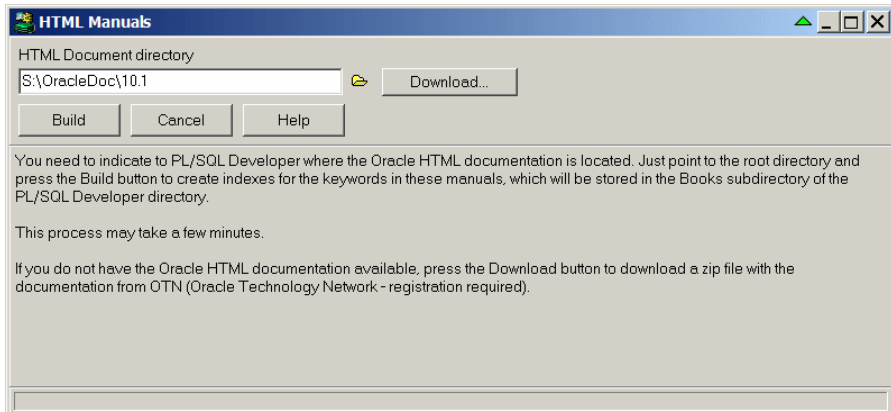 HTML Manuals
HTML Document directory
S:\OracleDoc\10.1
Download...
Build
Cancel
Help
You need to indicate to PL/SQL Developer where the Oracle HTML documentation is located. Just point to the root directory and
press the Build button to create indexes for the keywords in these manuals, which will be stored in the Books subdirectory of the
PL/SQL Developer directory.
This process may take a few minutes.
If you do not have the Oracle HTML documentation available, press the Download button to download a zip file with the
documentation from OTN (Oracle Technology Network - registration required).